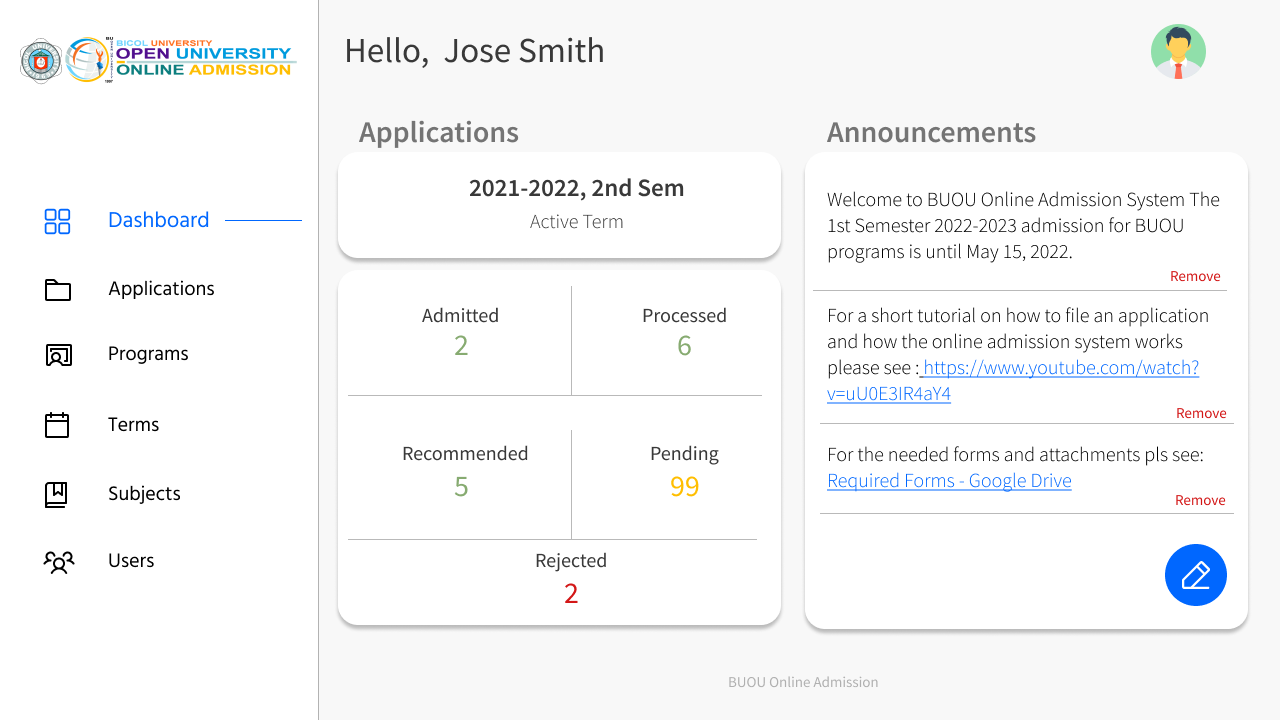 BU
BICOL UNIVERSITY
OPEN UNIVERSITY
ONLINE ADMISSION
1997
Hello, Jose Smith
Dashboard
Applications
Programs
Terms
Subjects
Users
Applications
2021-2022, 2nd Sem
Active Term
Admitted
2
Processed
6
Recommended
5
Pending
99
Rejected
2
Announcements
Welcome to BUOU Online Admission System The
1st Semester 2022-2023 admission for BUOU
programs is until May 15, 2022.
Remove
For a short tutorial on how to file an application
and how the online admission system works
please see : https://www.youtube.com/watch?
v=uU0E3IR4aY4
Remove
For the needed forms and attachments pls see:
Required Forms - Google Drive
Remove
BUOU Online Admission